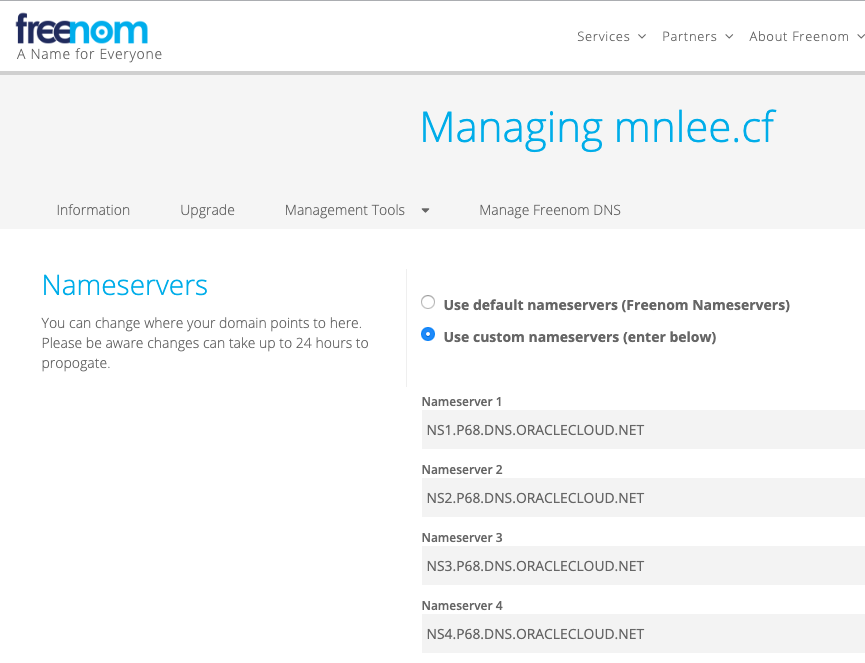 freenom
A Name for Everyone
Services Partners About Freenom
Managing mnlee.cf
Information Upgrade Management Tools Manage Freenom DNS
Nameservers
You can change where your domain points to here.
Please be aware changes can take up to 24 hours to
propogate.
Use default nameservers (Freenom Nameservers)
Use custom nameservers (enter below)
Nameserver 1
NS1.P68.DNS.ORACLECLOUD.NET
Nameserver 2
NS2.P68.DNS.ORACLECLOUD.NET
Nameserver 3
NS3.P68.DNS.ORACLECLOUD.NET
Nameserver 4
NS4.P68.DNS.ORACLECLOUD.NET